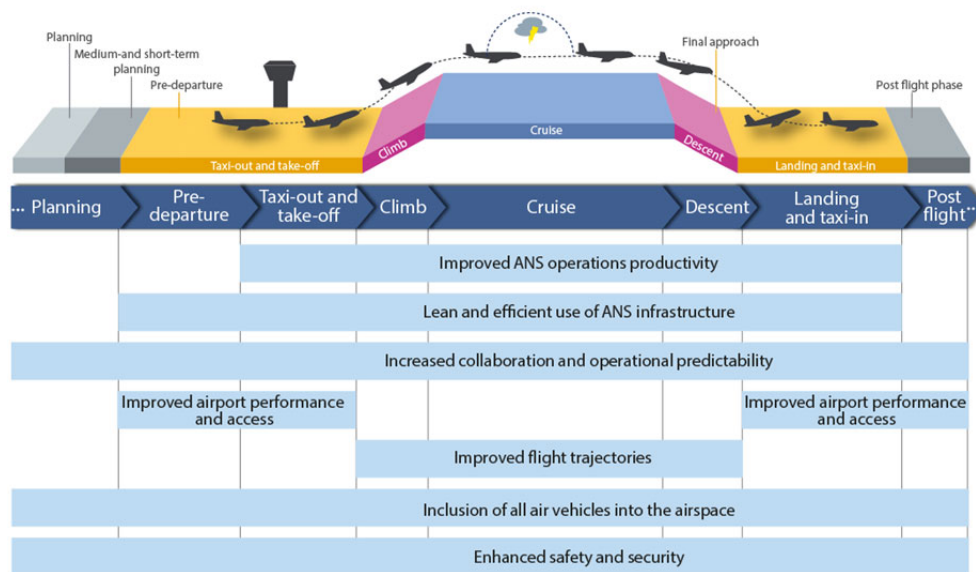 Planning
Medium-and short-term
planning
Pre-departure
Final approach
Post flight phase
Taxi-out and take-off
Climb
Cruise
Descent
Landing and taxi-in
... Planning
Pre-
departure
Taxi-out and
take-off
Climb
Cruise
Descent
Landing
and taxi-in
Post
flight ...
Improved ANS operations productivity
Lean and efficient use of ANS infrastructure
Increased collaboration and operational predictability
Improved airport performance
and access
Improved airport performance
and access
Improved flight trajectories
Inclusion of all air vehicles into the airspace
Enhanced safety and security